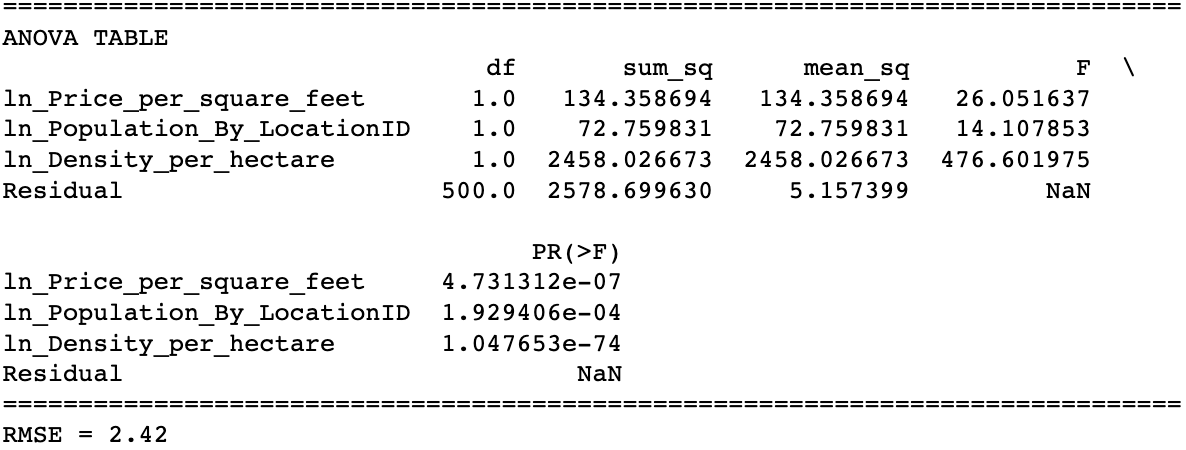 ================================================================================
ANOVA TABLE
                                df       sum_sq      mean_sq           F  \
ln_Price_per_square_feet       1.0   134.358694   134.358694   26.051637
ln_Population_By_LocationID    1.0    72.759831    72.759831   14.107853
ln_Density_per_hectare         1.0  2458.026673  2458.026673  476.601975
Residual                     500.0  2578.699630     5.157399         NaN
                                   PR(>F)
ln_Price_per_square_feet     4.731312e-07
ln_Population_By_LocationID  1.929406e-04
ln_Density_per_hectare       1.047653e-74
Residual                              NaN
================================================================================
RMSE = 2.42